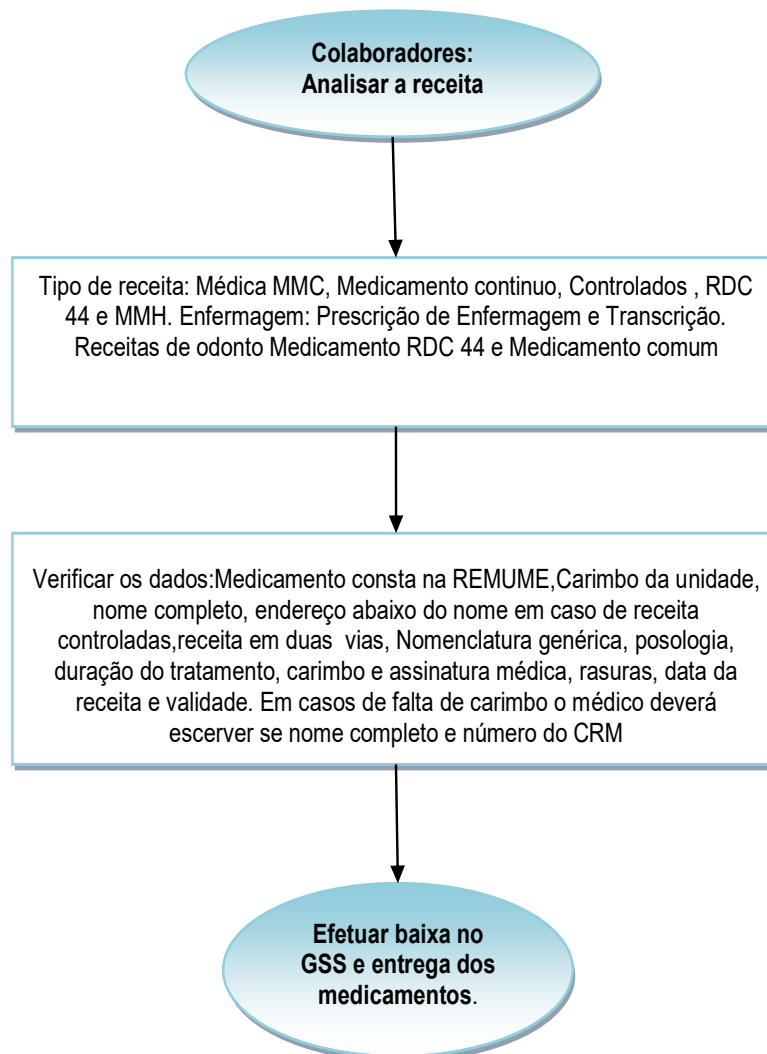 Colaboradores:
Analisar a receita
Tipo de receita: Médica MMC, Medicamento continuo, Controlados , RDC
44 e MMH. Enfermagem: Prescrição de Enfermagem e Transcrição.
Receitas de odonto Medicamento RDC 44 e Medicamento comum
Verificar os dados:Medicamento consta na REMUME,Carimbo da unidade,
nome completo, endereço abaixo do nome em caso de receita
controladas,receita em duas vias, Nomenclatura genérica, posologia,
duração do tratamento, carimbo e assinatura médica, rasuras, data da
receita e validade. Em casos de falta de carimbo o médico deverá
escerver se nome completo e número do CRM
Efetuar baixa no
GSS e entrega dos
medicamentos.